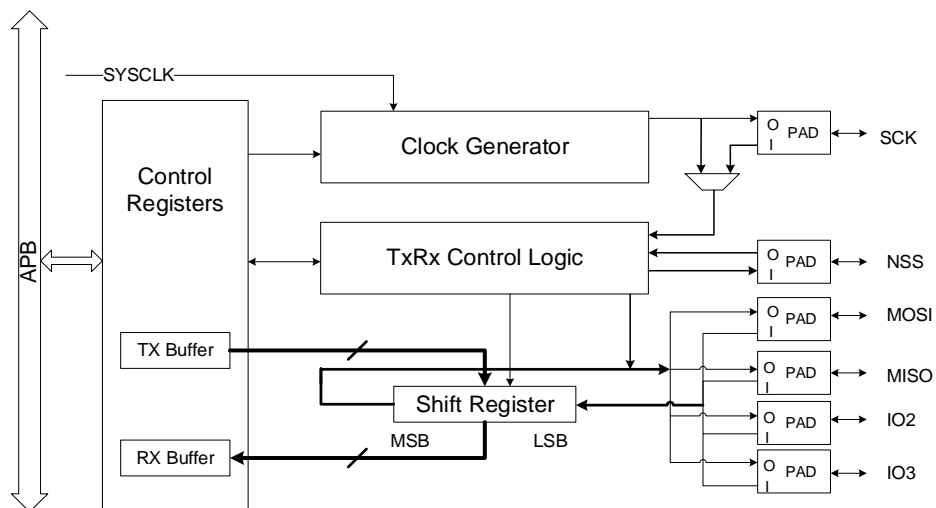 SYSCLK
APB
Control
Registers
Clock Generator
O
I
PAD
SCK
TxRx Control Logic
O
I
PAD
NSS
O
I
PAD
MOSI
TX Buffer
O
I
PAD
MISO
Shift Register
MSB
LSB
O
I
PAD
IO2
RX Buffer
O
I
PAD
IO3